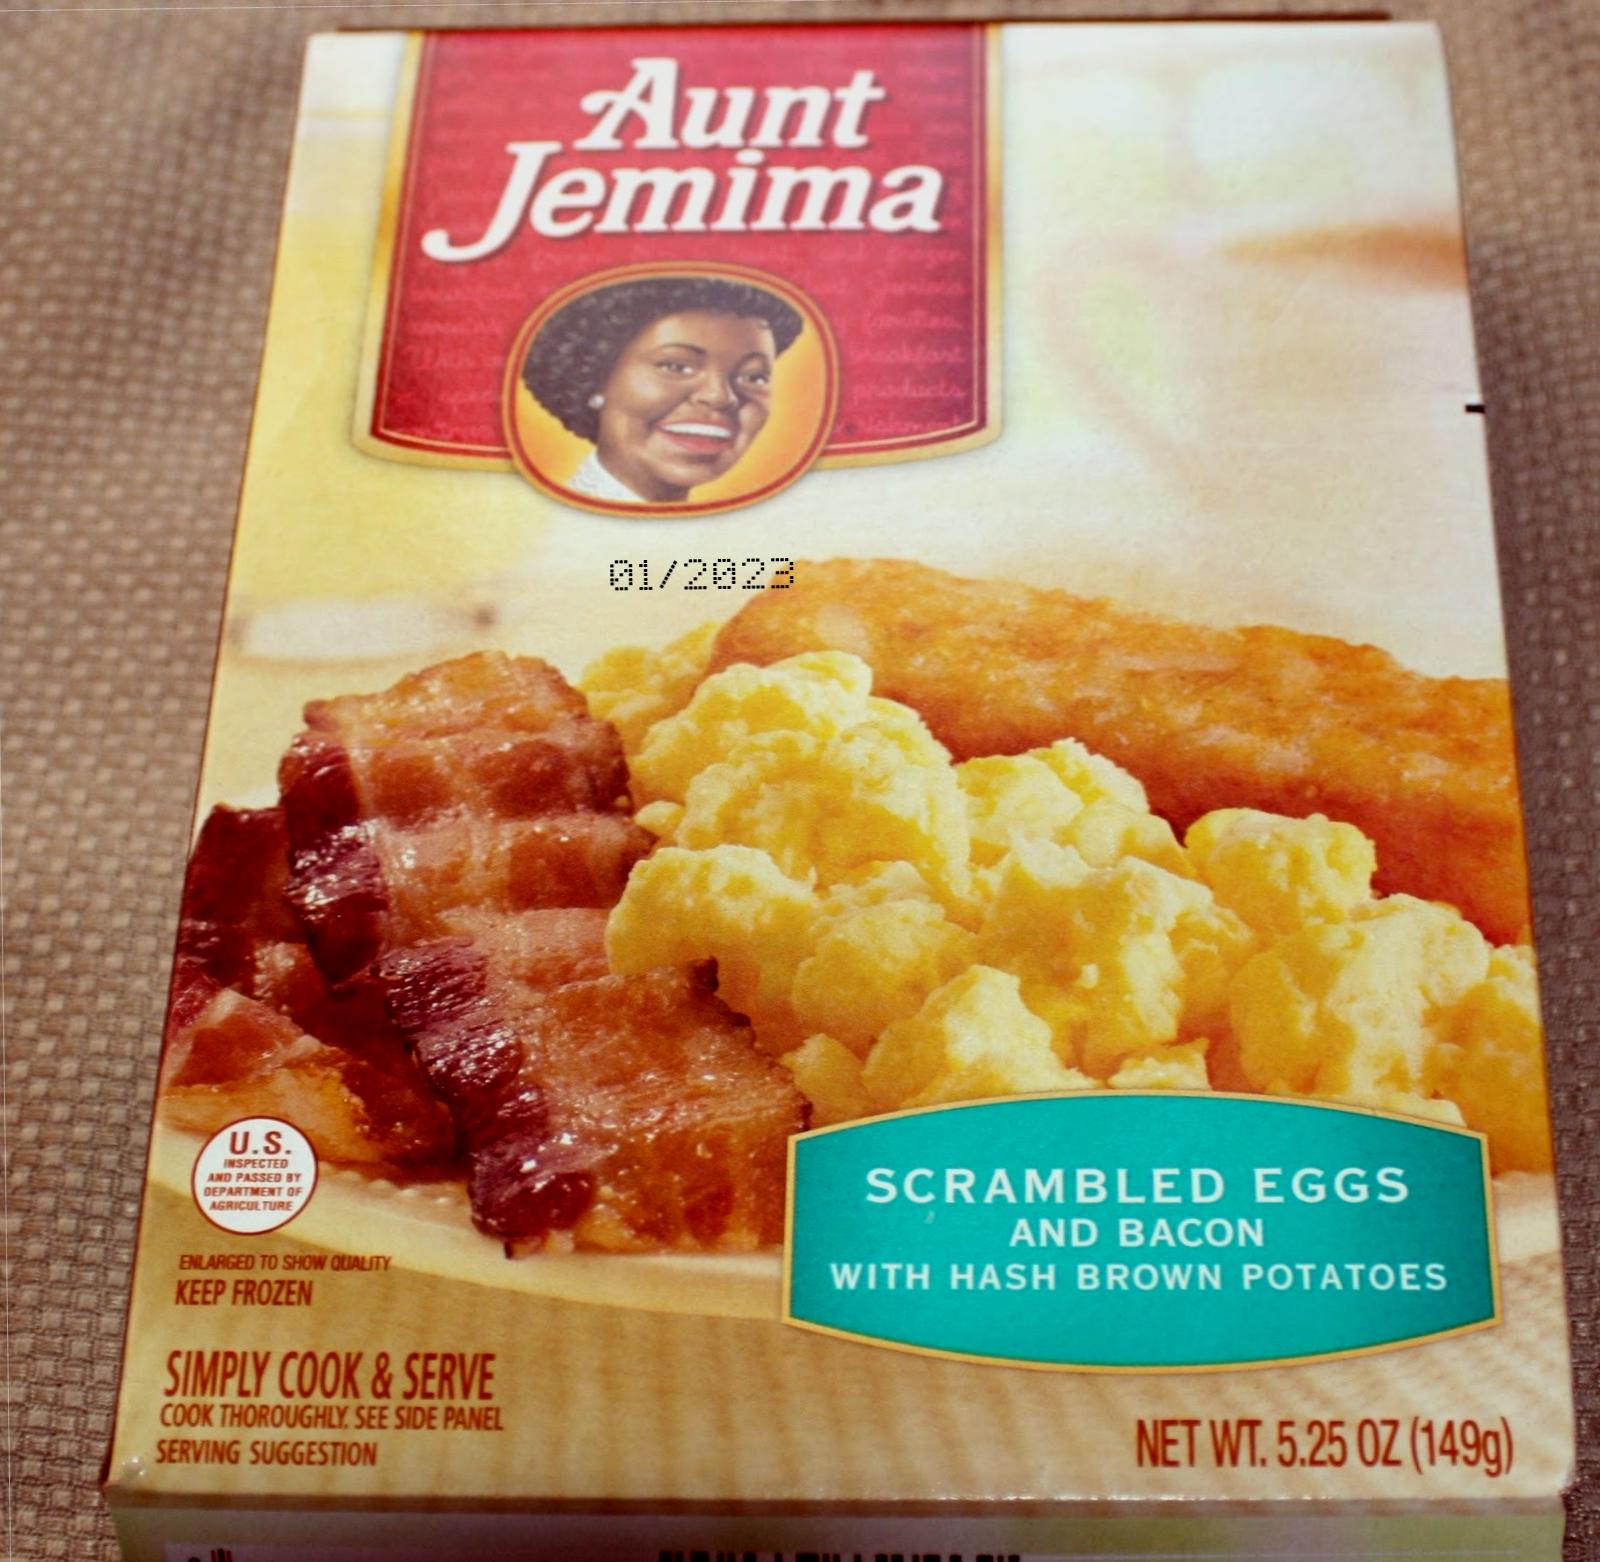 Aunt
Jemima
01/2023
U.S.
INSPECTED
AND PASSED BY
DEPARTMENT OF
AGRICULTURE
ENLARGED TO SHOW QUALITY
KEEP FROZEN
SIMPLY COOK & SERVE
COOK THOROUGHLY. SEE SIDE PANEL
SERVING SUGGESTION
SCRAMBLED EGGS
AND BACON
WITH HASH BROWN POTATOES
NET WT. 5.25 OZ (149g)